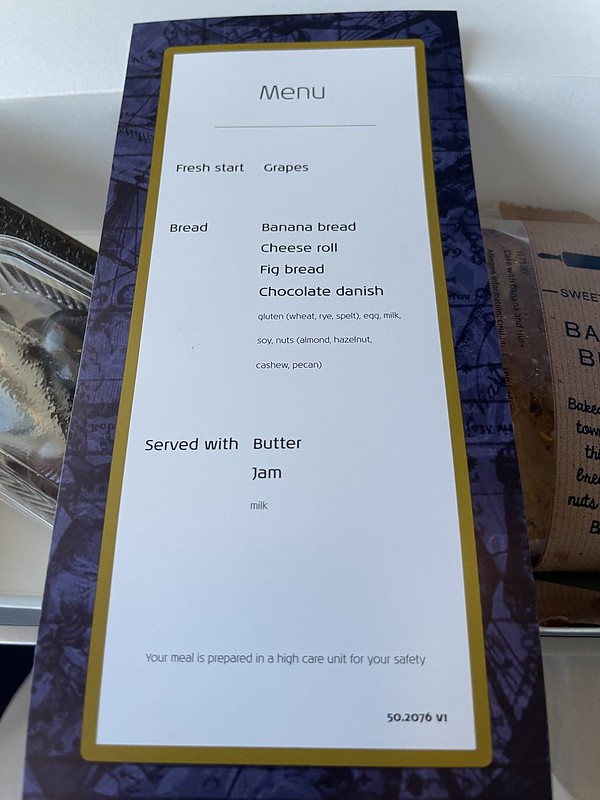 Menu
Fresh start Grapes
Bread Banana bread
Cheese roll
Fig bread
Chocolate danish
gluten (wheat, rye, spelt), egg, milk,
soy, nuts (almond, hazelnut,
cashew, pecan)
Served with Butter
Jam
milk
Your meal is prepared in a high care unit for your safety
50.2076 V1
SWEET
BA
B
Baked
town
thi
brea
nuts
B